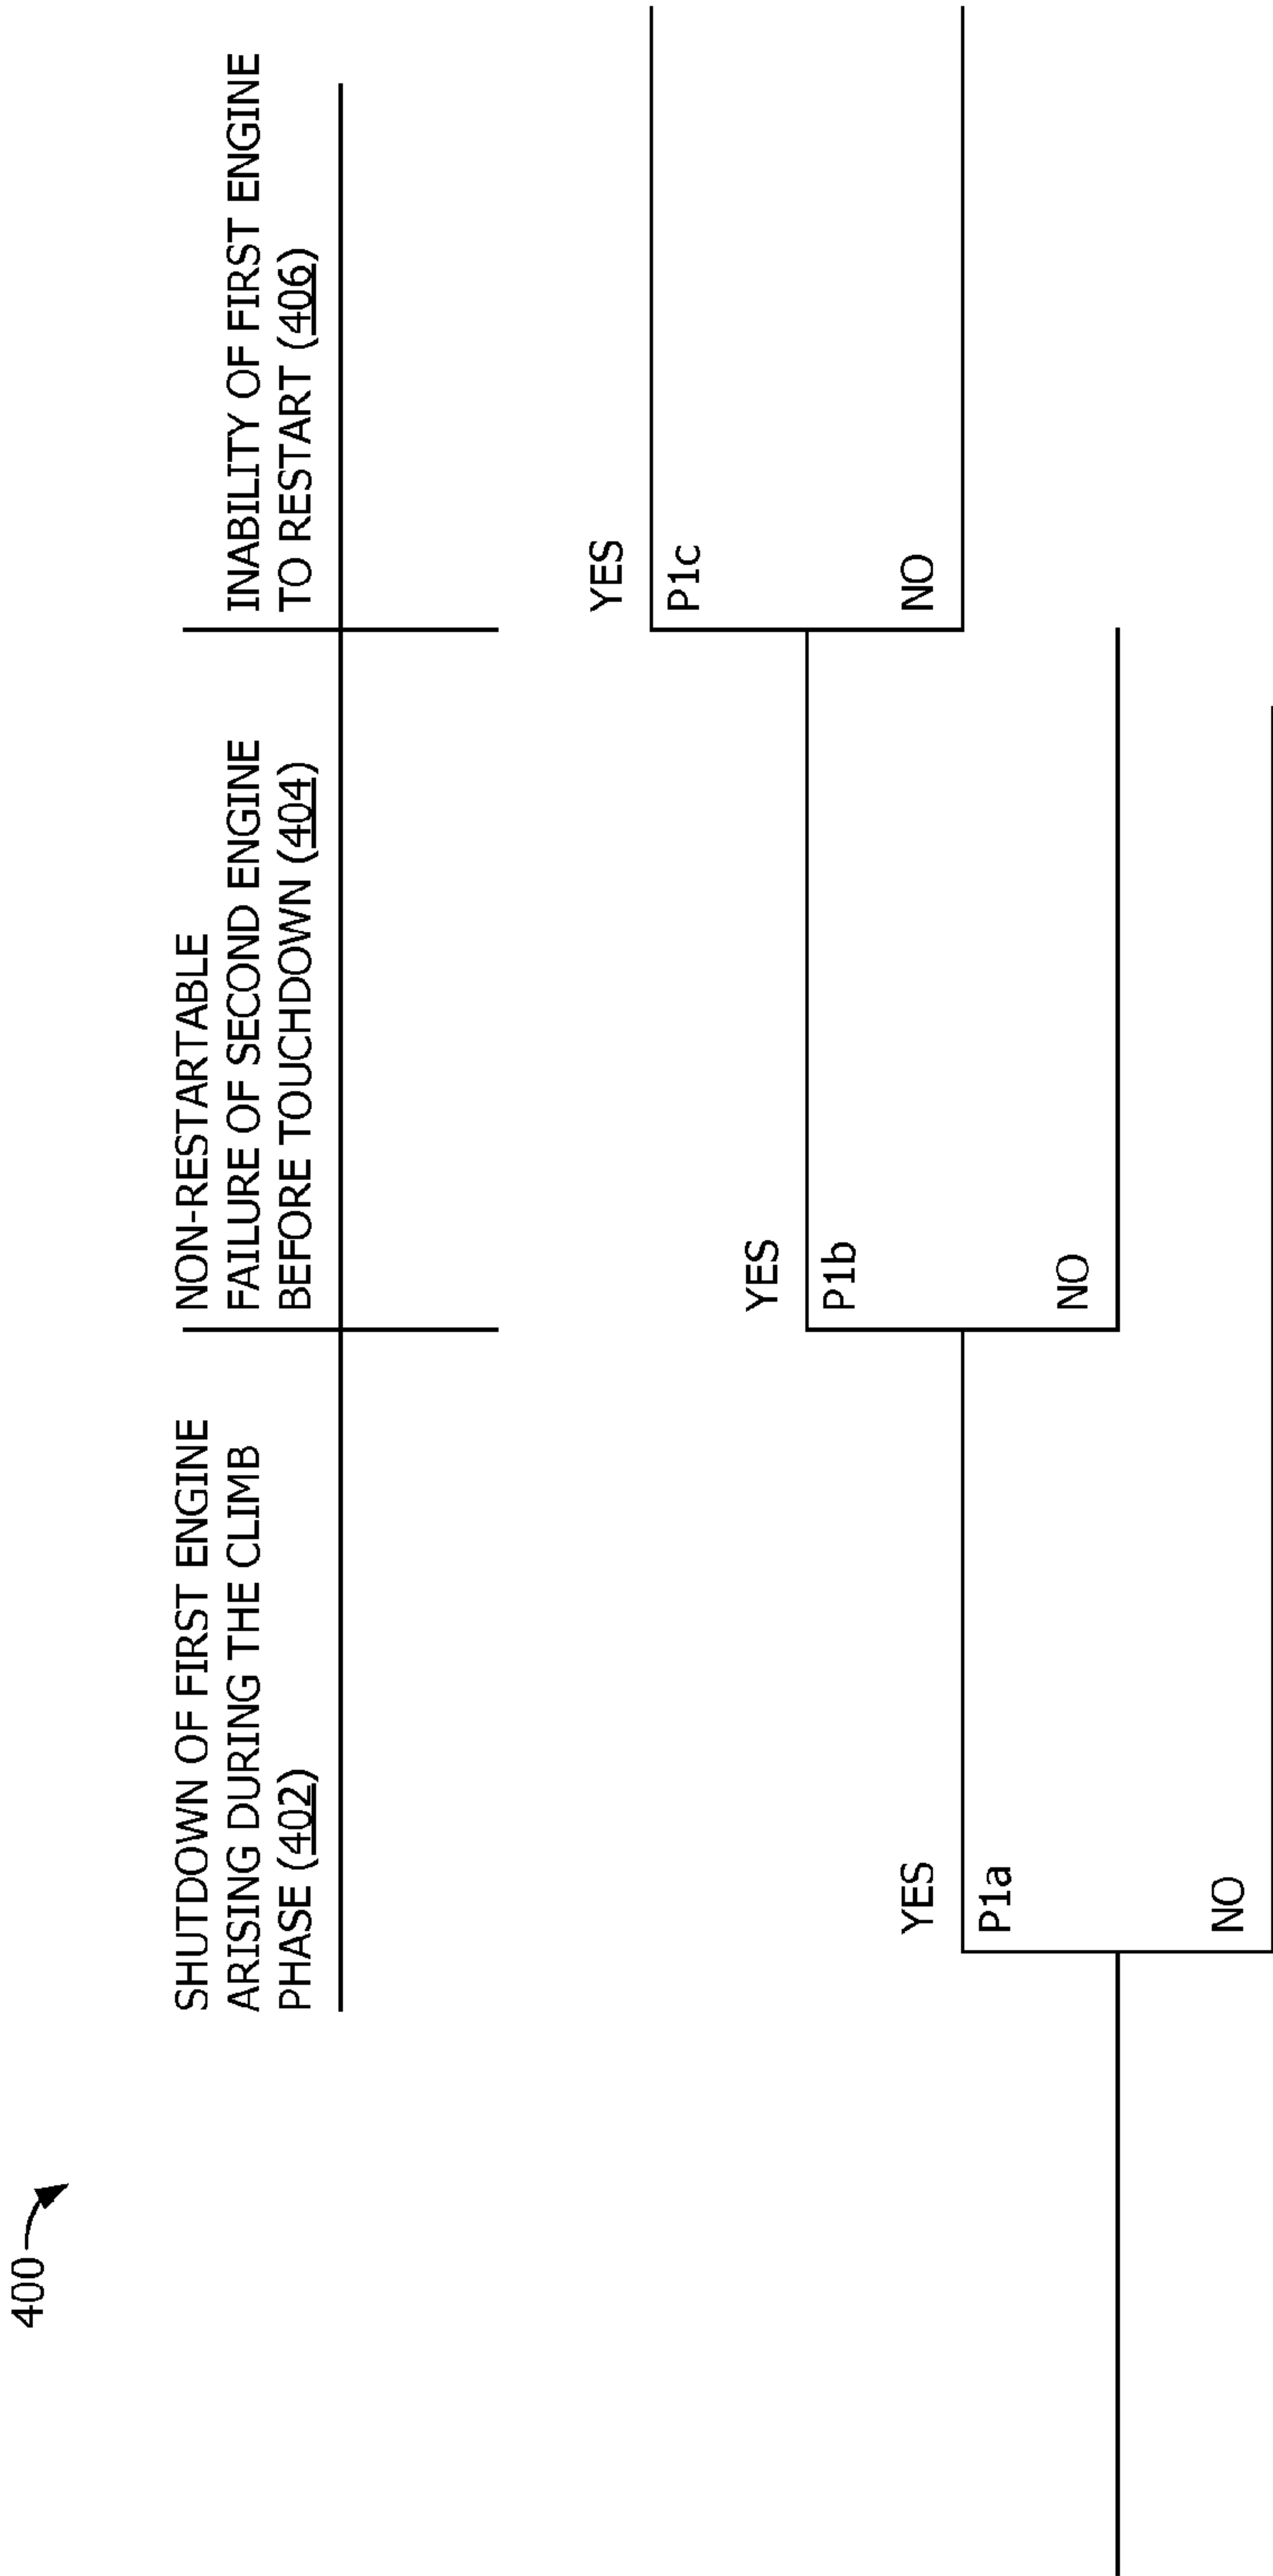 400
SHUTDOWN OF FIRST ENGINE
ARISING DURING THE CLIMB
PHASE (402)
NON-RESTARTABLE
FAILURE OF SECOND ENGINE
BEFORE TOUCHDOWN (404)
INABILITY OF FIRST ENGINE
TO RESTART (406)
YES
P1c
NO
YES
P1b
NO
YES
P1a
NO